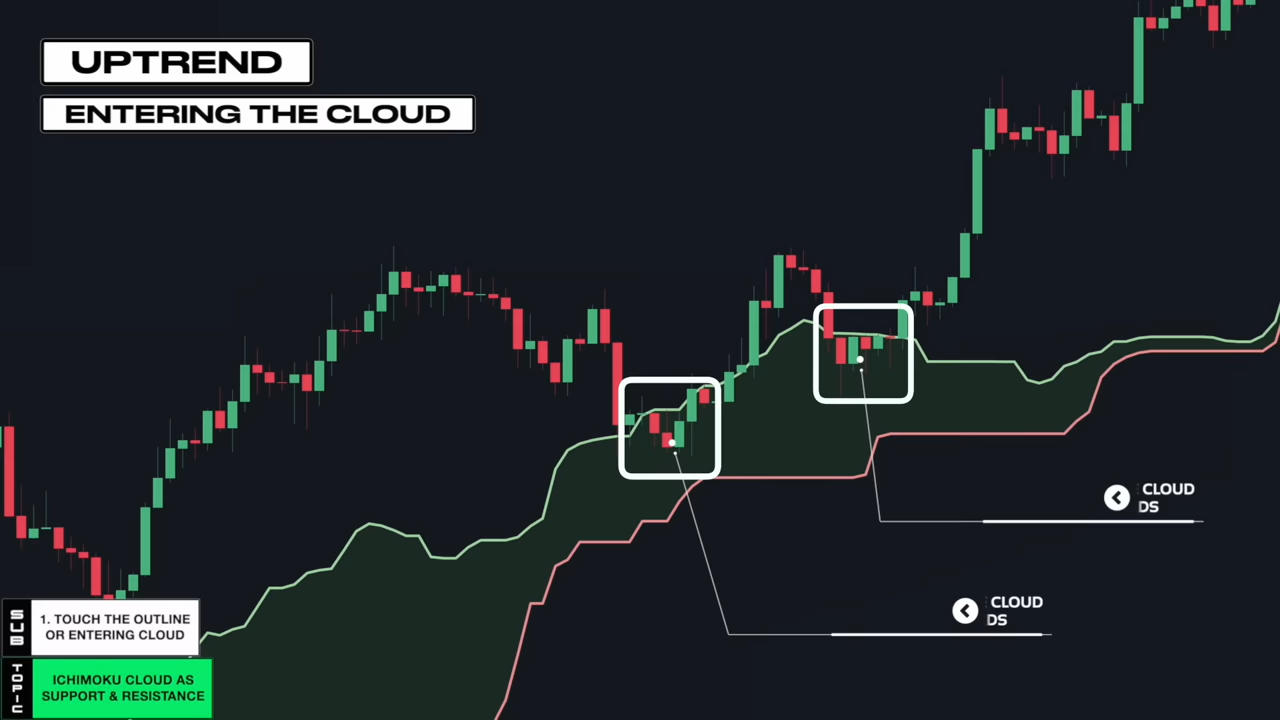 UPTREND
ENTERING THE CLOUD
CLOUD
DS
CLOUD
DS
SUB
1. TOUCH THE OUTLINE
OR ENTERING CLOUD
TOPIC
ICHIMOKU CLOUD AS
SUPPORT & RESISTANCE